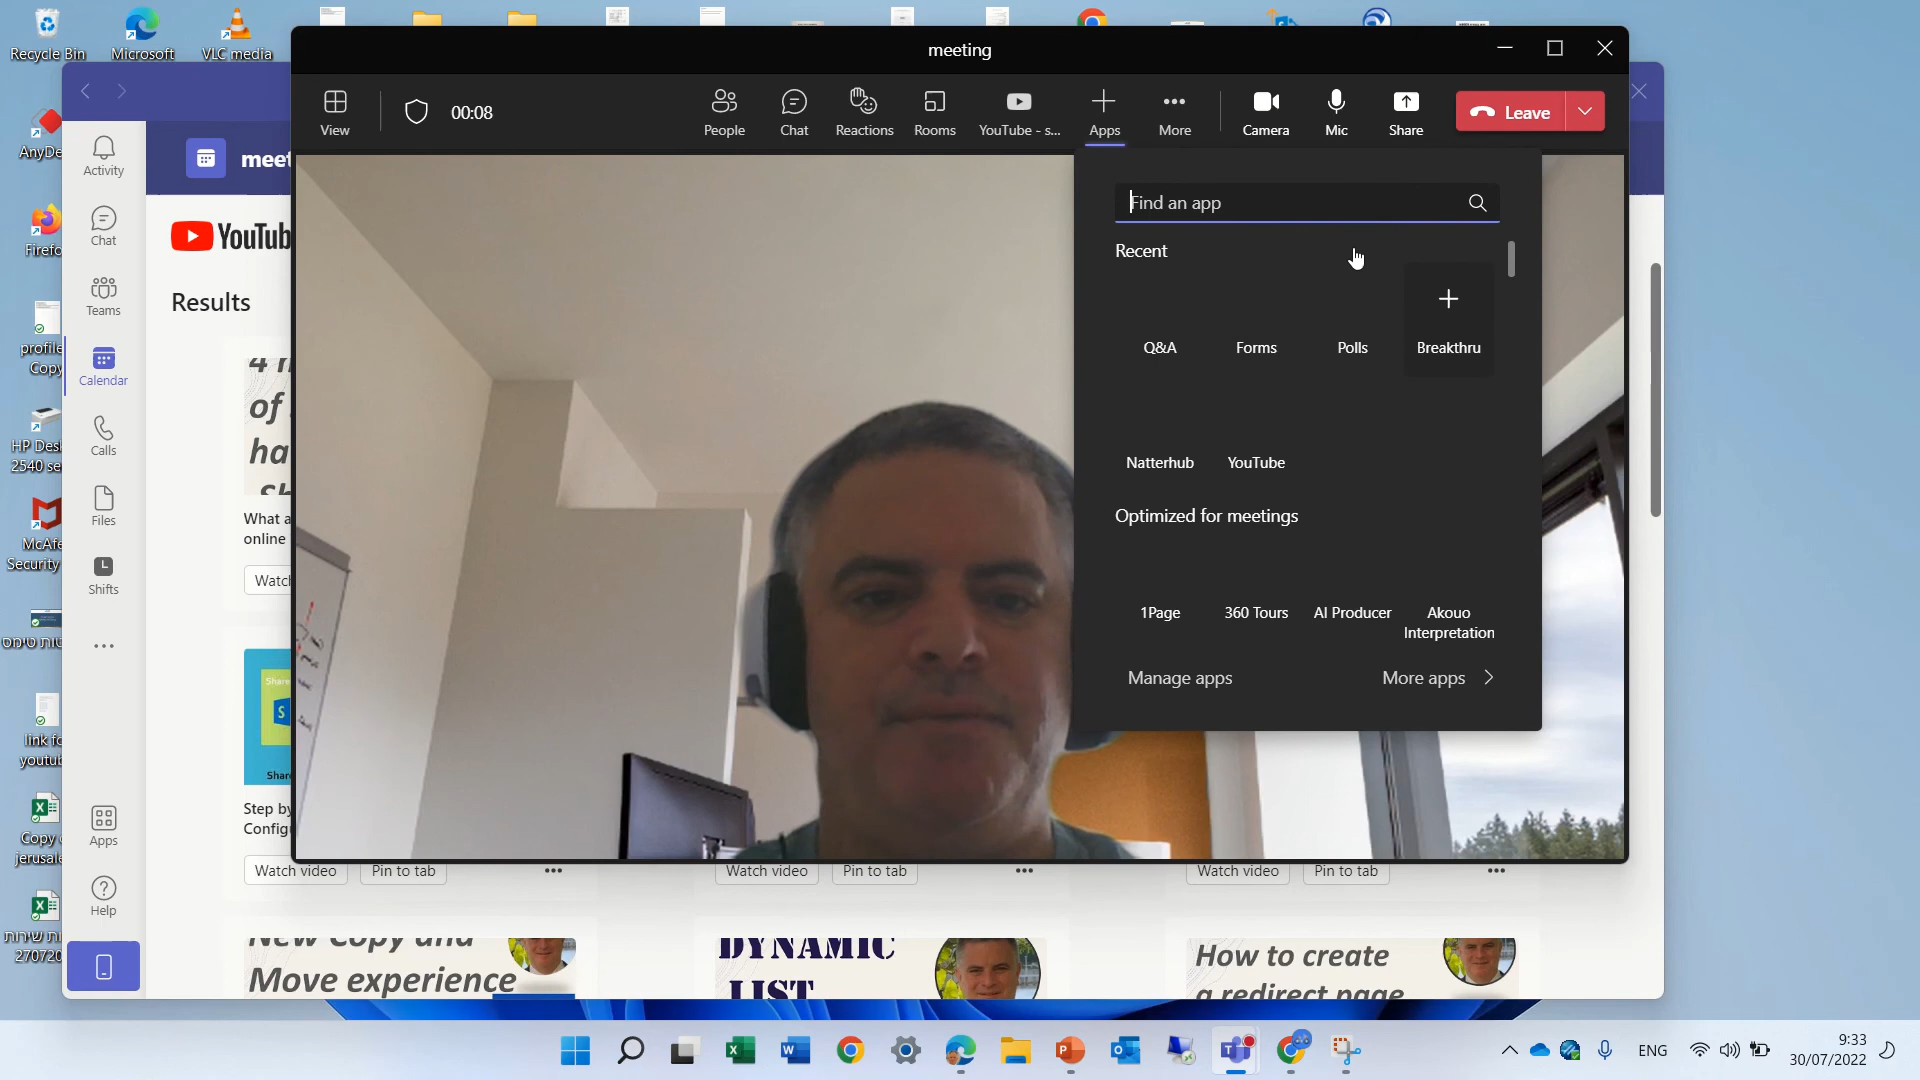 Recycle Bin
Microsoft
VLC media
meeting
View
00:08
People
Chat
Reactions
Rooms
YouTube - s...
Apps
More
Camera
Mic
Share
Leave
Activity
Chat
Teams
Calendar
Calls
Files
Shifts
Apps
Help
Results
What a
online
Step by
Find an app
Recent
Q&A
Forms
Polls
Breakthru
Natterhub
YouTube
Optimized for meetings
1Page
360 Tours
AI Producer
Akouo
Interpretation
Manage apps
More apps
Watch video
Pin to tab
Watch video
Pin to tab
Watch video
Pin to tab
New Copy and
Move experience
DYNAMIC
LIST
How to create
a redirect page
ENG
9:33
30/07/2022